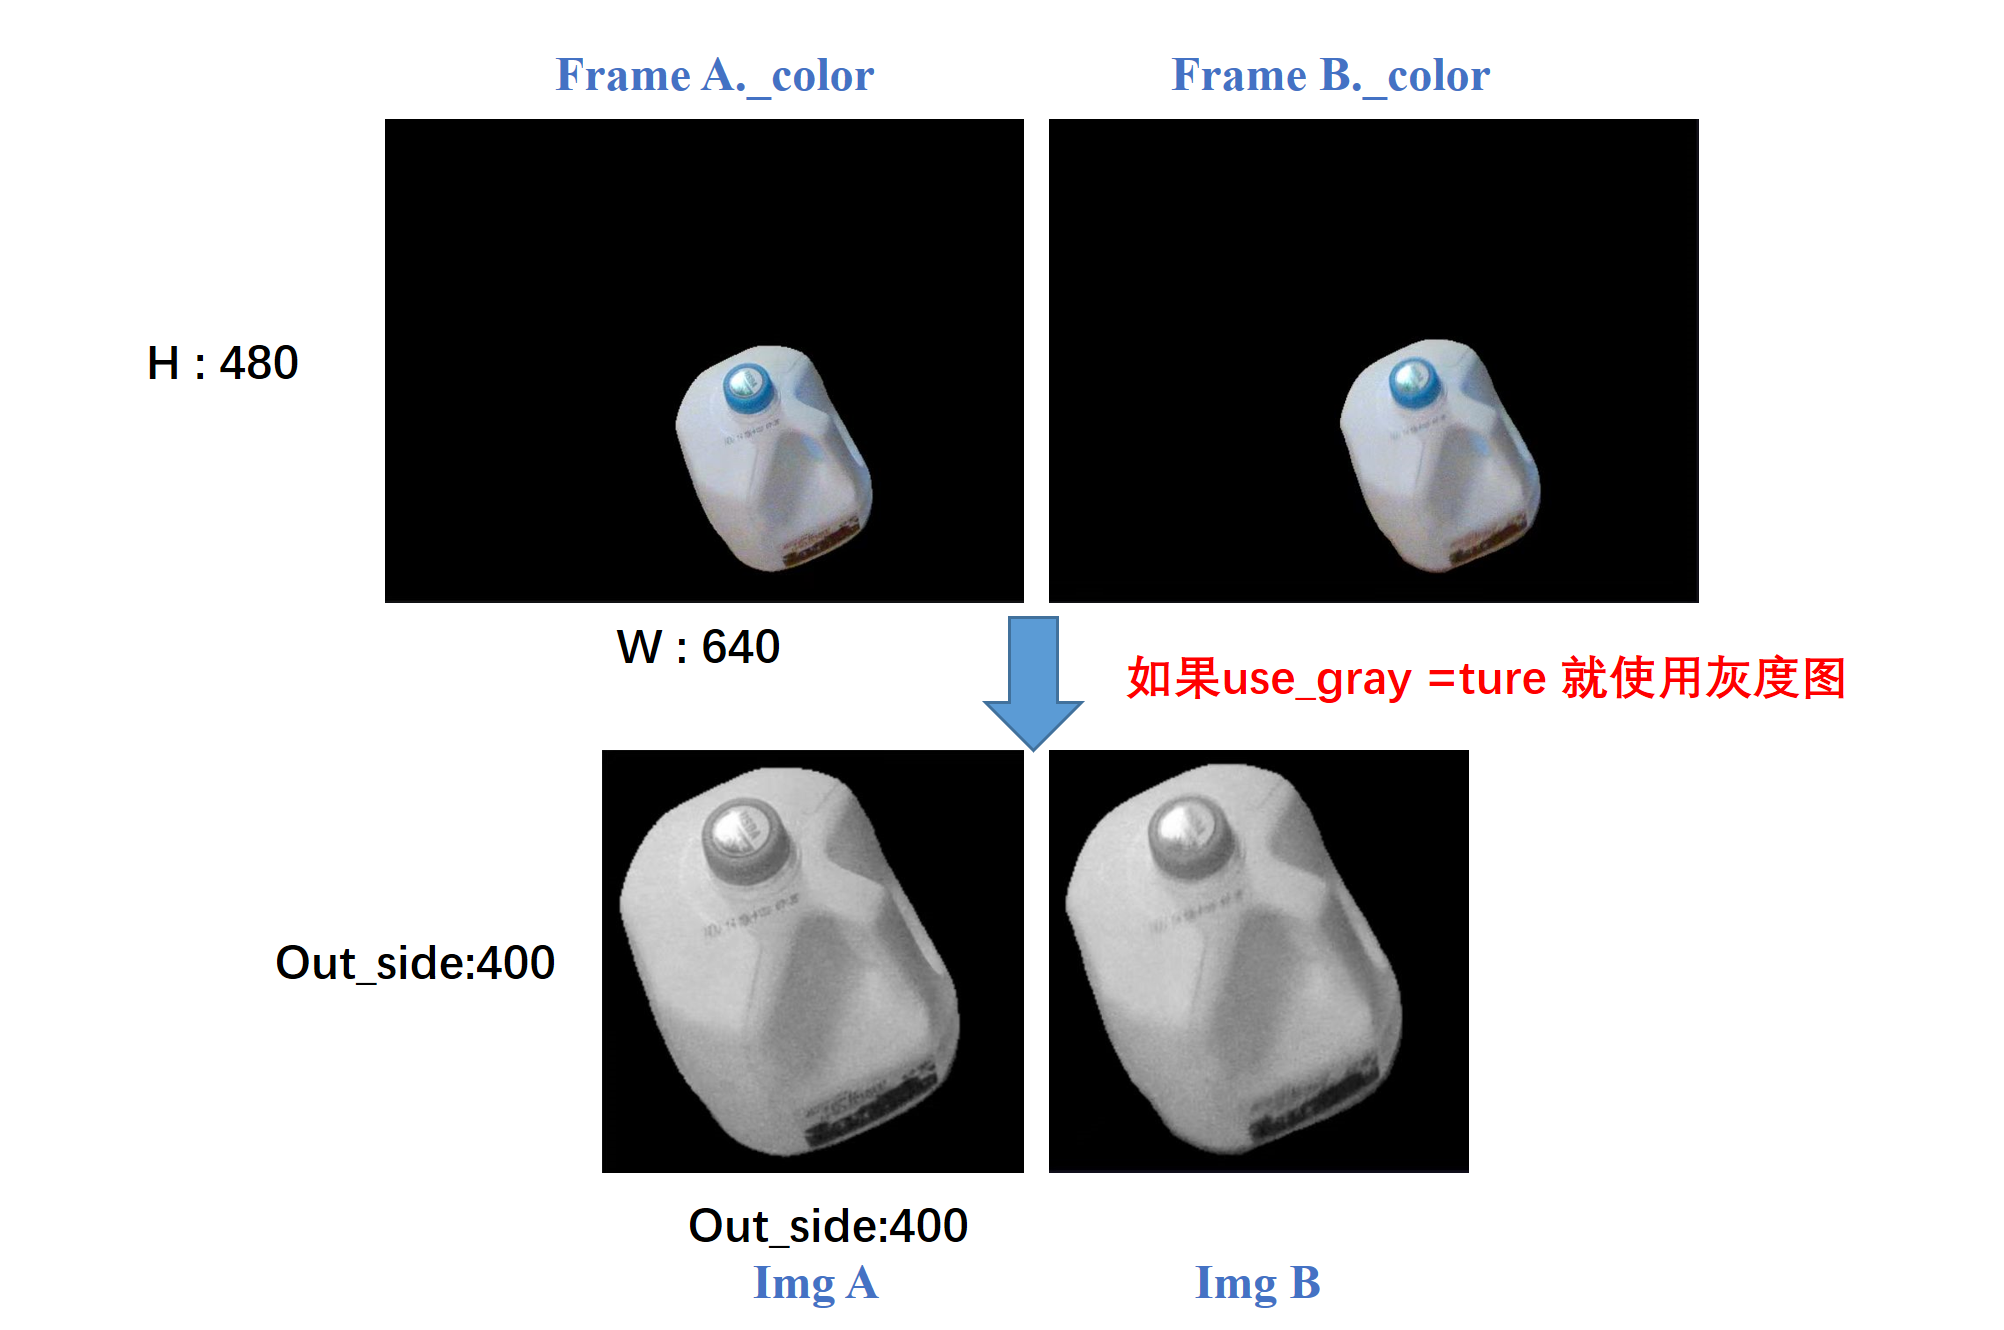 Frame A._color
Frame B._color
H : 480
W : 640
如果use_gray =ture 就使用灰度图
Out_side:400
Out_side:400
Img A
Img B